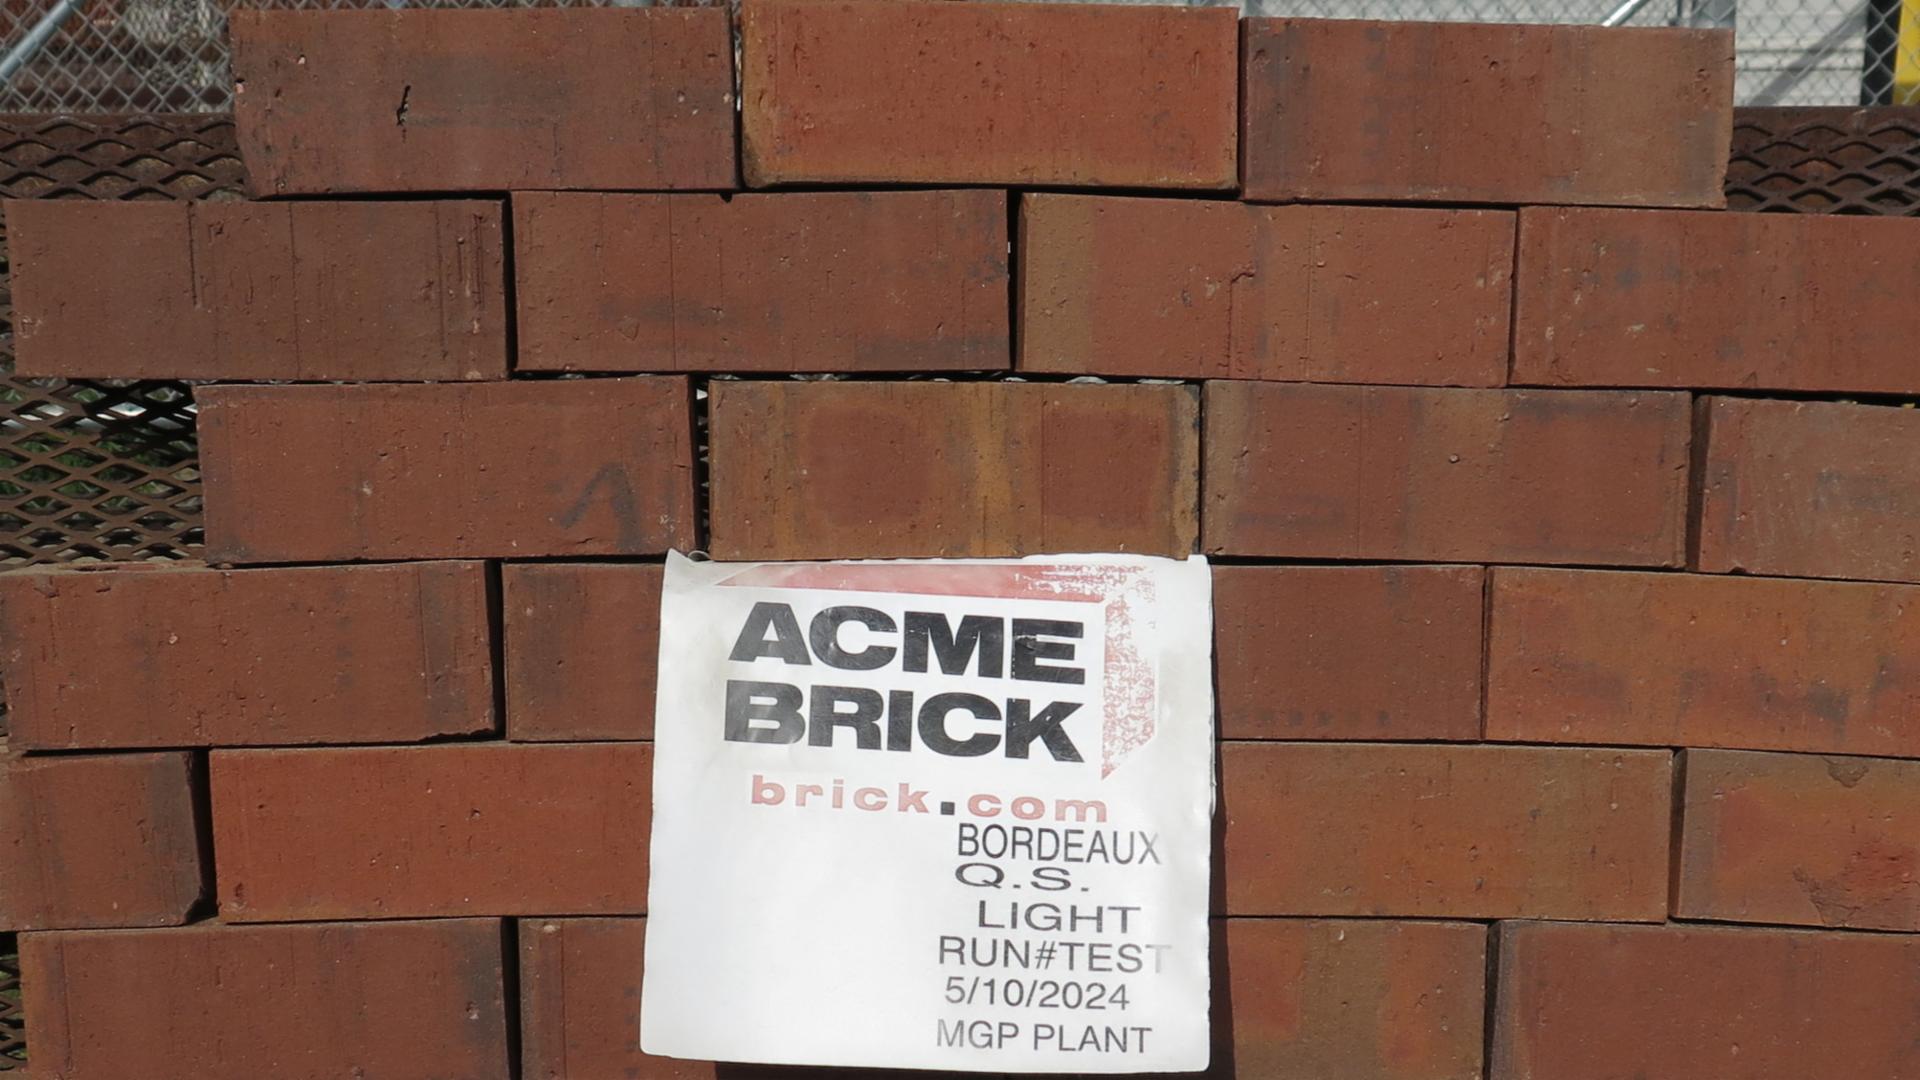 ACME
BRICK
brick.com
BORDEAUX
Q.S.
LIGHT
RUN#TEST
5/10/2024
MGP PLANT